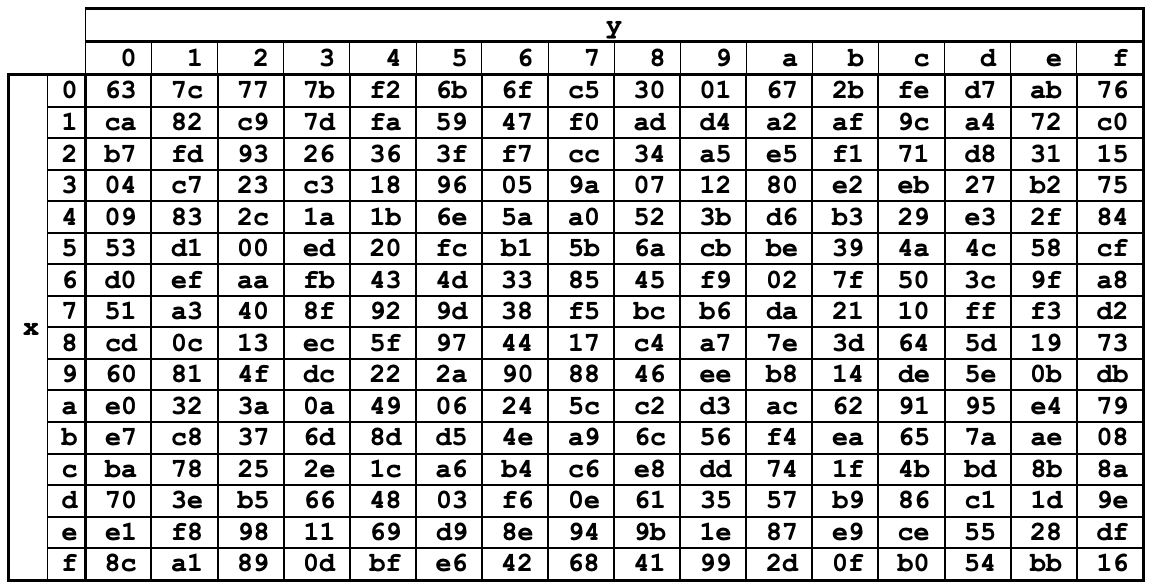 y
0 1 2 3 4 5 6 7 8 9 a b c d e f
0 63 7c 77 7b f2 6b 6f c5 30 01 67 2b fe d7 ab 76
1 ca 82 c9 7d fa 59 47 f0 ad d4 a2 af 9c a4 72 c0
2 b7 fd 93 26 36 3f f7 cc 34 a5 e5 f1 71 d8 31 15
3 04 c7 23 c3 18 96 05 9a 07 12 80 e2 eb 27 b2 75
4 09 83 2c 1a 1b 6e 5a a0 52 3b d6 b3 29 e3 2f 84
5 53 d1 00 ed 20 fc b1 5b 6a cb be 39 4a 4c 58 cf
6 d0 ef aa fb 43 4d 33 85 45 f9 02 7f 50 3c 9f a8
7 51 a3 40 8f 92 9d 38 f5 bc b6 da 21 10 ff f3 d2
x 8 cd 0c 13 ec 5f 97 44 17 c4 a7 7e 3d 64 5d 19 73
9 60 81 4f dc 22 2a 90 88 46 ee b8 14 de 5e 0b db
a e0 32 3a 0a 49 06 24 5c c2 d3 ac 62 91 95 e4 79
b e7 c8 37 6d 8d d5 4e a9 6c 56 f4 ea 65 7a ae 08
c ba 78 25 2e 1c a6 b4 c6 e8 dd 74 1f 4b bd 8b 8a
d 70 3e b5 66 48 03 f6 0e 61 35 57 b9 86 c1 1d 9e
e e1 f8 98 11 69 d9 8e 94 9b 1e 87 e9 ce 55 28 df
f 8c a1 89 0d bf e6 42 68 41 99 2d 0f b0 54 bb 16